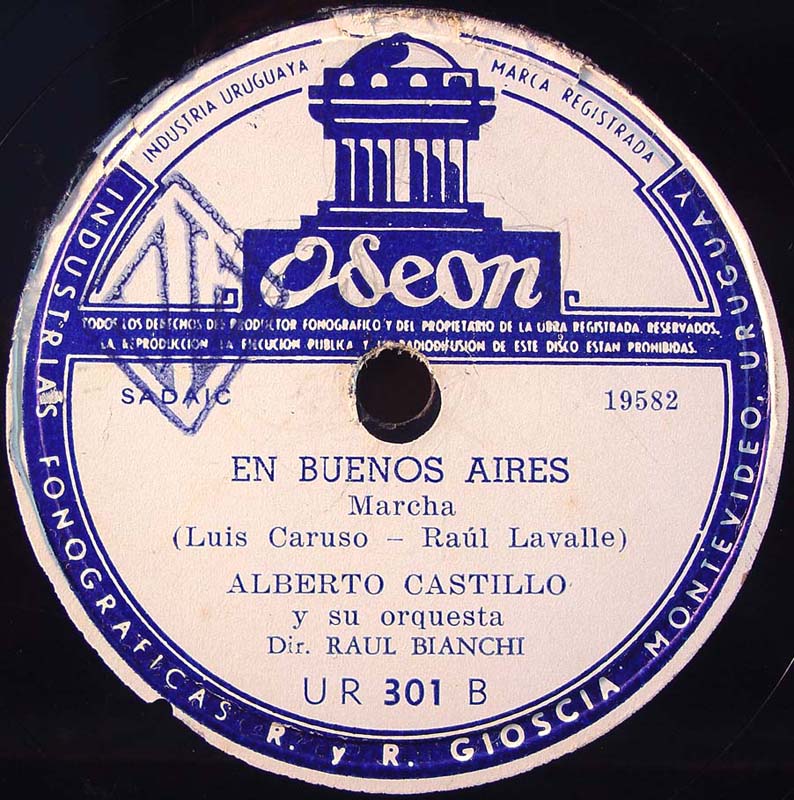 INDUSTRIA URUGUAYA
MARCA REGISTRADA
Odeon
TODOS LOS DERECHOS DEL PRODUCTOR FONOGRAFICO Y DEL PROPIETARIO DE LA OBRA REGISTRADA. RESERVADOS.
LA REPRODUCCION LA EJECUCION PUBLICA Y LA RADIODIFUSION DE ESTE DISCO ESTAN PROHIBIDAS.
SADAIC
19582
EN BUENOS AIRES
Marcha
(Luis Caruso – Raúl Lavalle)
ALBERTO CASTILLO
y su orquesta
Dir. RAUL BIANCHI
UR 301 B
INDUSTRIAS FONOGRAFICAS R. y R. GIOSCIA MONTEVIDEO, URUGUAY